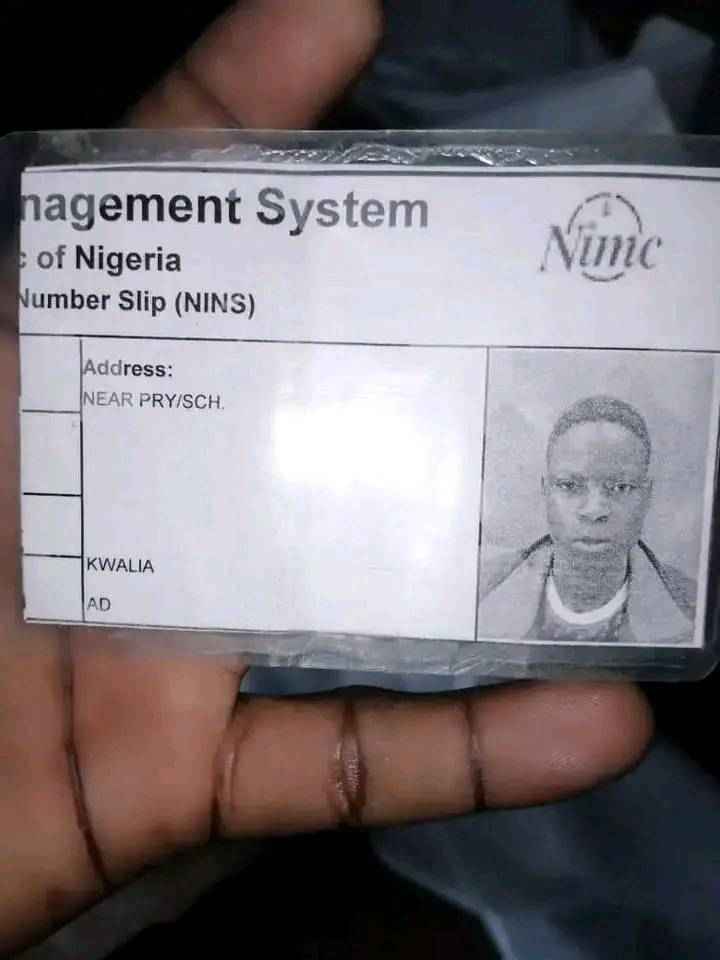 nagement System
Nimc
of Nigeria
Number Slip (NINS)
Address:
NEAR PRY/SCH.
KWALIA
AD